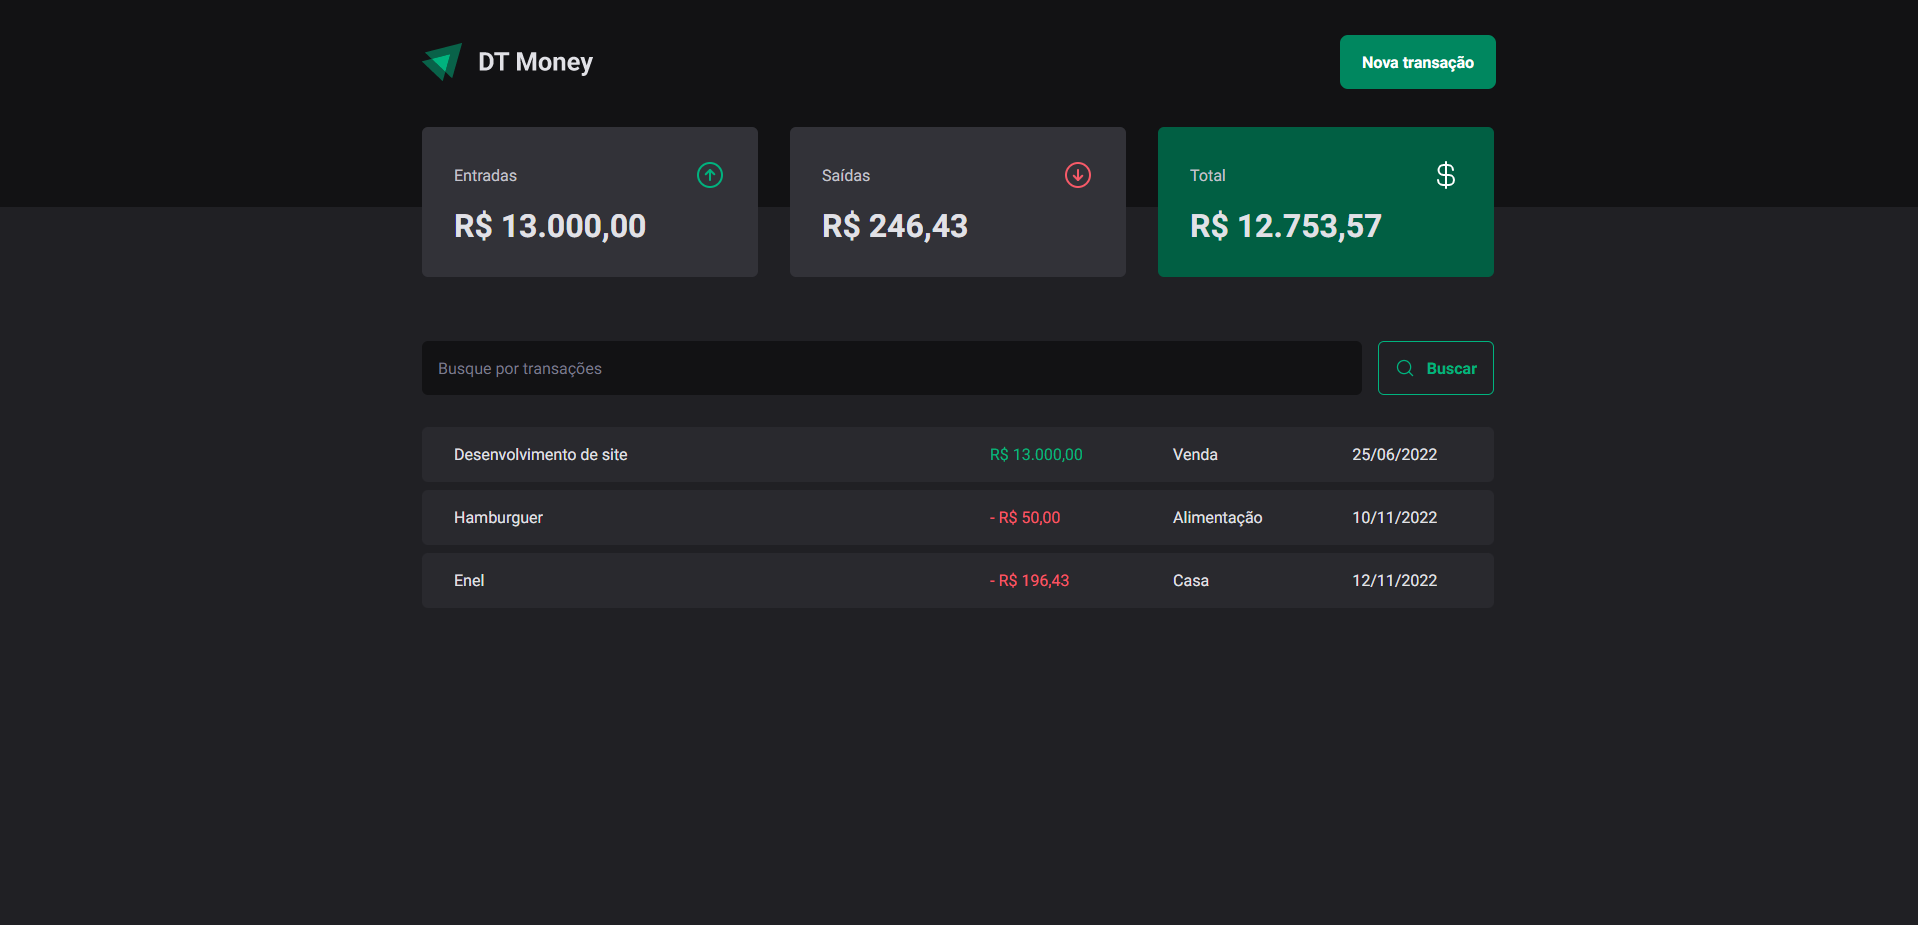 DT Money
Nova transação
Entradas
R$ 13.000,00
Saídas
R$ 246,43
Total
$
R$ 12.753,57
Busque por transações
Buscar
Desenvolvimento de site R$ 13.000,00 Venda 25/06/2022
Hamburguer - R$ 50,00 Alimentação 10/11/2022
Enel - R$ 196,43 Casa 12/11/2022